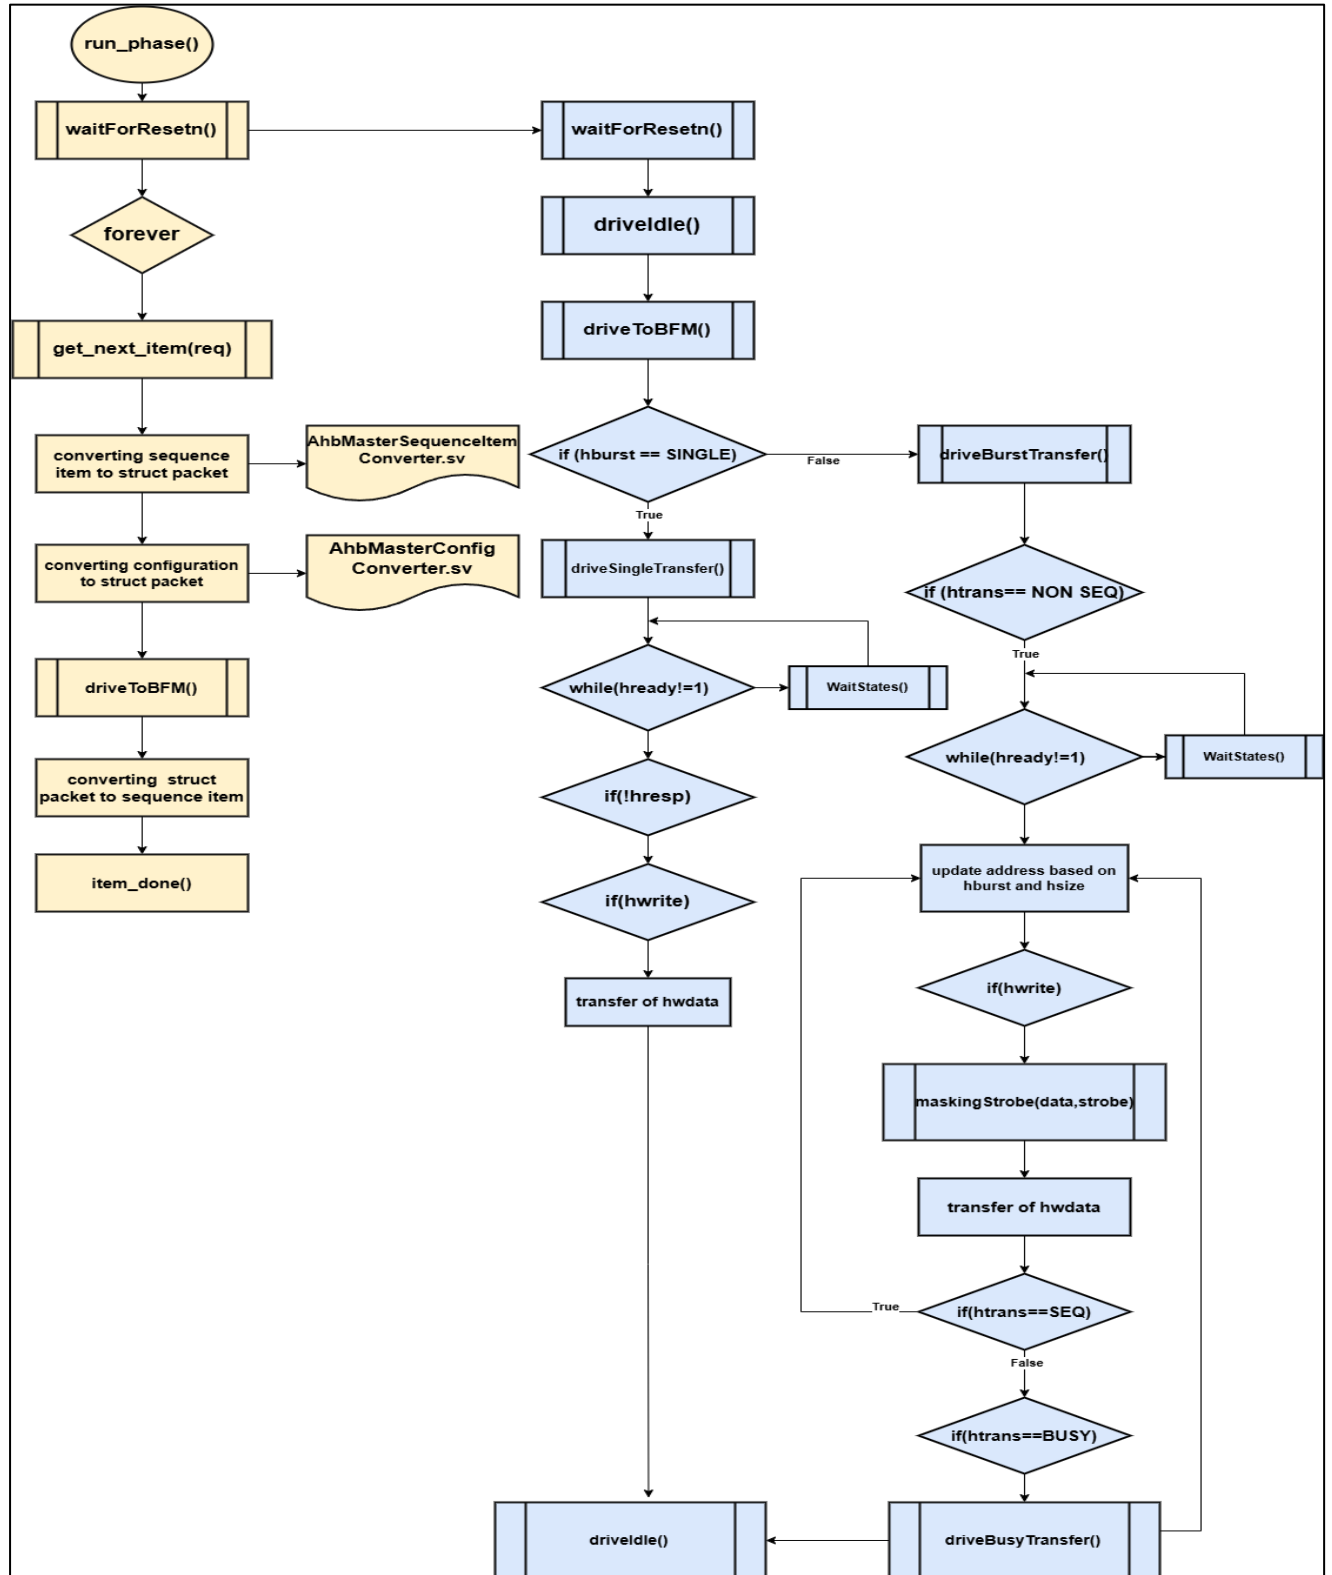 run_phase()
waitForResetn()
forever
get_next_item(req)
converting sequence
item to struct packet
AhbMasterSequenceItem
Converter.sv
converting configuration
to struct packet
AhbMasterConfig
Converter.sv
driveToBFM()
converting struct
packet to sequence item
item_done()
waitForResetn()
driveIdle()
driveToBFM()
if (hburst == SINGLE)
False
True
driveSingleTransfer()
while(hready!=1)
WaitStates()
if(!hresp)
if(hwrite)
transfer of hwdata
driveIdle()
driveBurstTransfer()
if (htrans== NON SEQ)
True
while(hready!=1)
WaitStates()
update address based on
hburst and hsize
if(hwrite)
maskingStrobe(data,strobe)
transfer of hwdata
if(htrans==SEQ)
True
False
if(htrans==BUSY)
driveBusyTransfer()